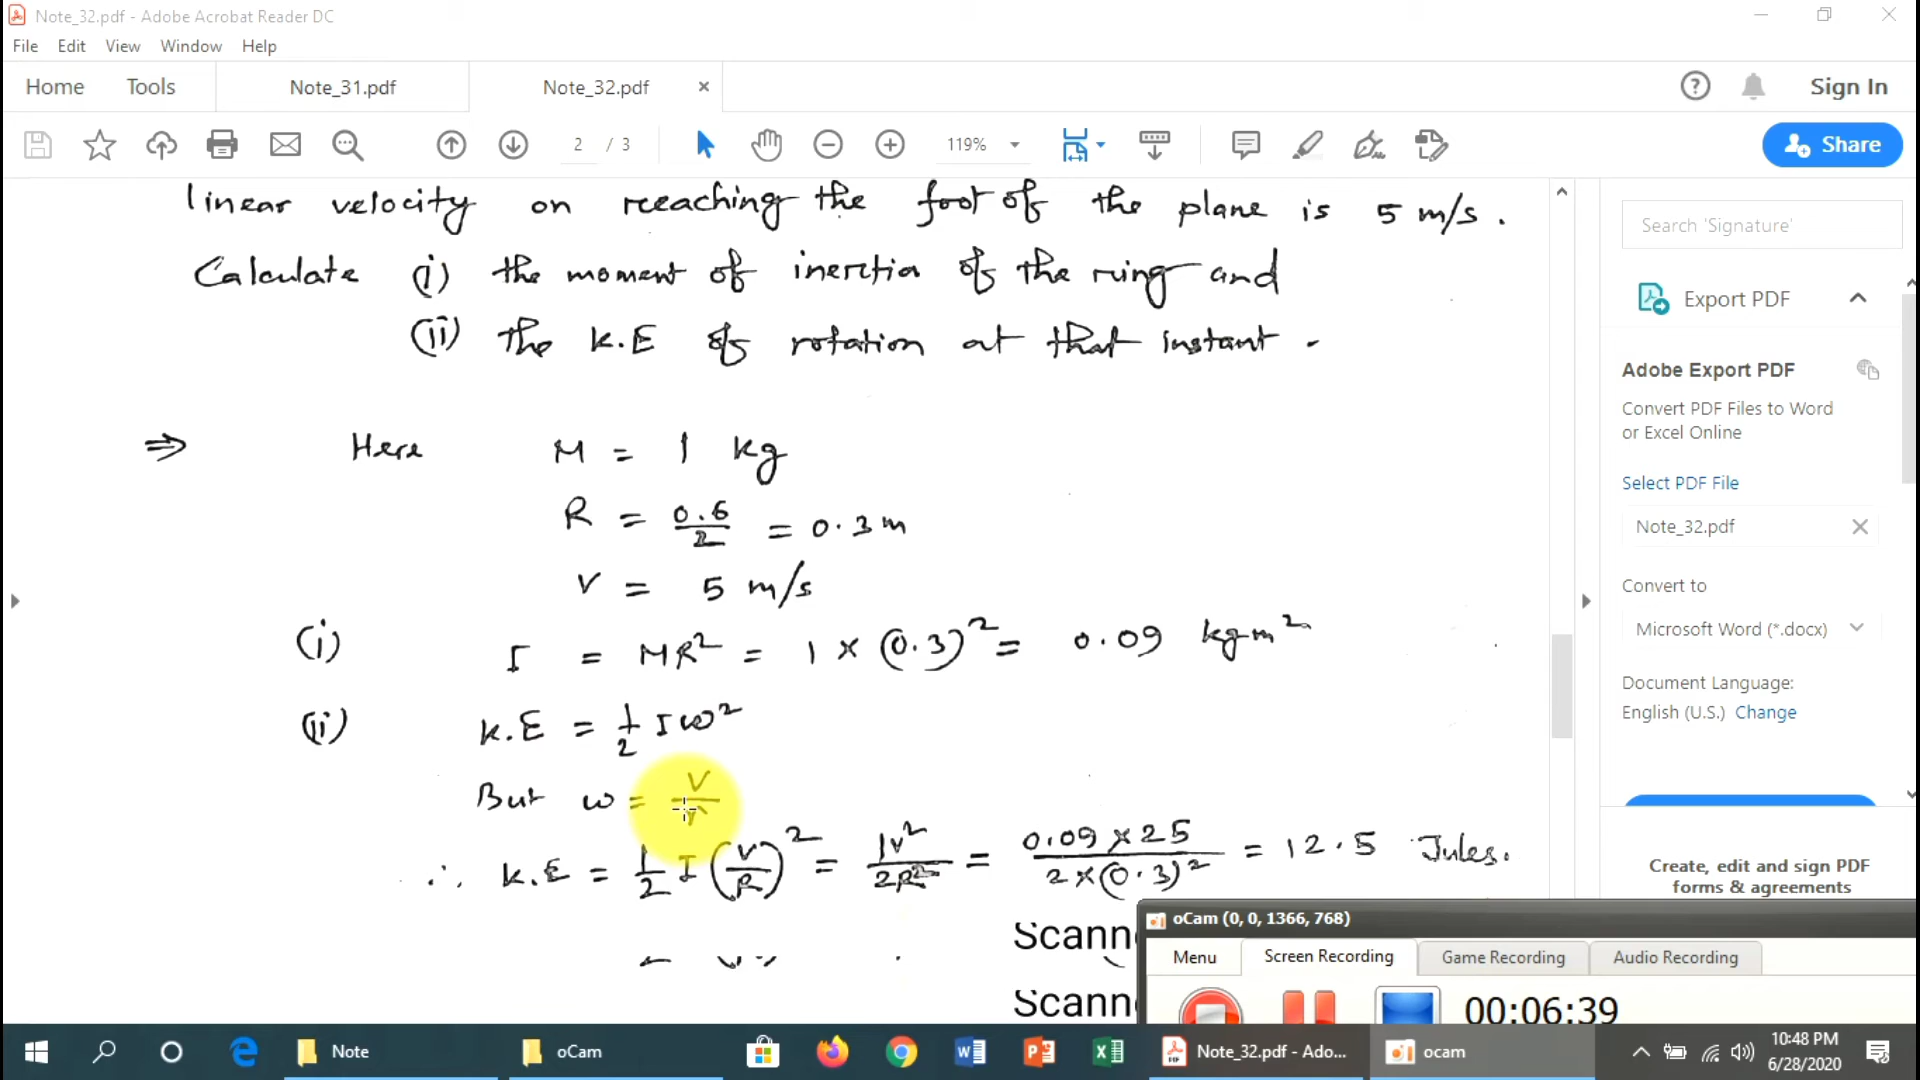 Note_32.pdf - Adobe Acrobat Reader DC
File Edit View Window Help
Home Tools Note_31.pdf Note_32.pdf ×
Sign In
2 / 3 119% Share
linear velocity on reeaching the foot of the plane is 5 m/s.
Calculate (i) the moment of inertia of the ring and
(ii) The K.E of rotation at that instant.
⇒ Here M = 1 kg
R = 0.6/2 = 0.3 m
V = 5 m/s
(i) I = MR² = 1 × (0.3)² = 0.09 kgm²
(ii) K.E = 1/2 Iω²
But ω = V/r
∴ K.E = 1/2 I (V/R)² = IV²/2R² = 0.09 × 25/2×(0.3)² = 12.5 Jules.
Scann
Scann
Search 'Signature'
Export PDF
Adobe Export PDF
Convert PDF Files to Word
or Excel Online
Select PDF File
Note_32.pdf
Convert to
Microsoft Word (*.docx)
Document Language:
English (U.S.) Change
Create, edit and sign PDF
forms & agreements
oCam (0, 0, 1366, 768)
Menu Screen Recording Game Recording Audio Recording
00:06:39
Note oCam Note_32.pdf - Ado... ocam
10:48 PM
6/28/2020